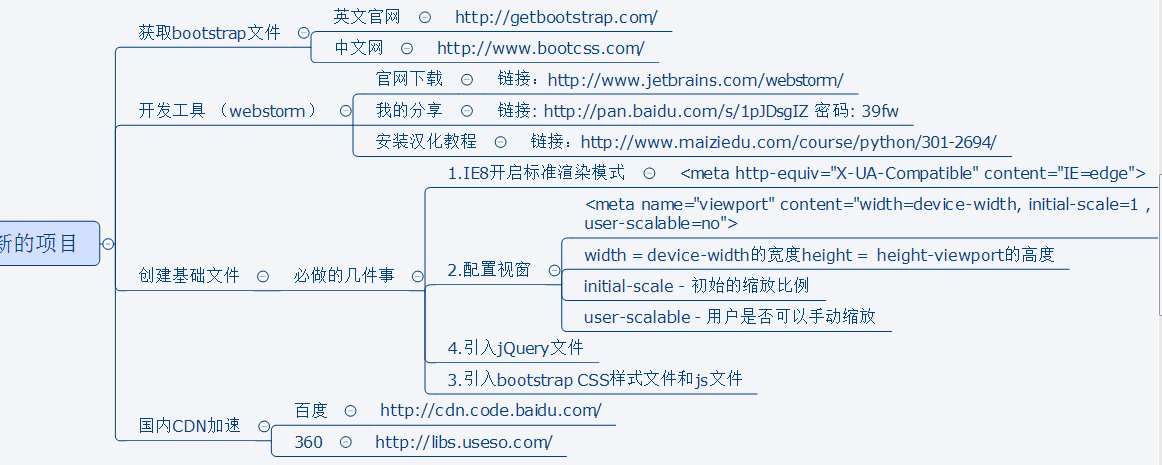 获取bootstrap文件
英文官网
http://getbootstrap.com/
中文网
http://www.bootcss.com/
开发工具 （webstorm）
官网下载
链接：http://www.jetbrains.com/webstorm/
我的分享
链接: http://pan.baidu.com/s/1pJDsgIZ 密码: 39fw
安装汉化教程
链接：http://www.maiziedu.com/course/python/301-2694/
新的项目
创建基础文件
必做的几件事
1.IE8开启标准渲染模式
<meta http-equiv="X-UA-Compatible" content="IE=edge">
2.配置视窗
<meta name="viewport" content="width=device-width, initial-scale=1 ,
user-scalable=no">
width = device-width的宽度height = height-viewport的高度
initial-scale - 初始的缩放比例
user-scalable - 用户是否可以手动缩放
4.引入jQuery文件
3.引入bootstrap CSS样式文件和js文件
国内CDN加速
百度
http://cdn.code.baidu.com/
360
http://libs.useso.com/